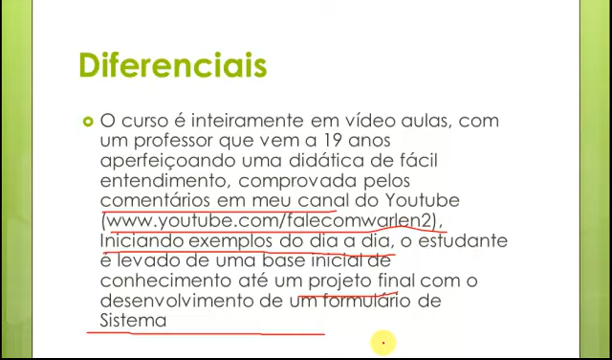 Diferenciais
O curso é inteiramente em vídeo aulas, com
um professor que vem a 19 anos
aperfeiçoando uma didática de fácil
entendimento, comprovada pelos
comentários em meu canal do Youtube
(www.youtube.com/falecomwarlen2),
Iniciando exemplos do dia a dia, o estudante
é levado de uma base inicial de
conhecimento até um projeto final com o
desenvolvimento de um formulário de
Sistema